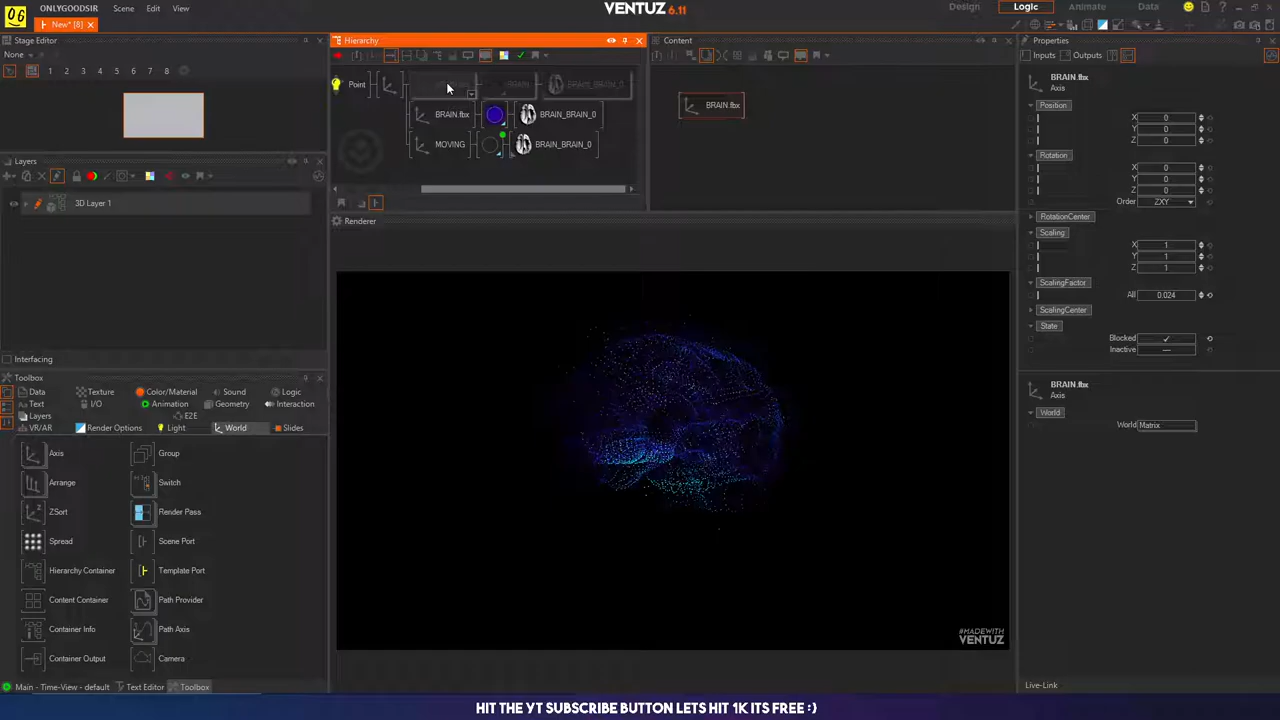 06
ONLYGOODSIR
Scene
Edit
View
VENTUZ 6.11
Design
Logic
Animate
Data
New* [8]
Stage Editor
None
1 2 3 4 5 6 7 8
Layers
3D Layer 1
Interfacing
Toolbox
Data
Texture
Color/Material
Sound
Logic
Text
I/O
Animation
Geometry
Interaction
Layers
E2E
VR/AR
Render Options
Light
World
Slides
Axis
Group
Arrange
Switch
ZSort
Render Pass
Spread
Scene Port
Hierarchy Container
Template Port
Content Container
Path Provider
Container Info
Path Axis
Container Output
Camera
Main - Time-View - default
Text Editor
Toolbox
Hierarchy
Point
BRAIN
BRAIN_BRAIN_0
BRAIN.fbx
BRAIN_BRAIN_0
MOVING
BRAIN_BRAIN_0
Content
BRAIN.fbx
Renderer
#MADEWITH
VENTUZ
Properties
Inputs
Outputs
BRAIN.fbx
Axis
Position
X 0
Y 0
Z 0
Rotation
X 0
Y 0
Z 0
Order ZXY
RotationCenter
Scaling
X 1
Y 1
Z 1
ScalingFactor
All 0.024
ScalingCenter
State
Blocked
Inactive
BRAIN.fbx
Axis
World
World Matrix
Live-Link
HIT THE YT SUBSCRIBE BUTTON LETS HIT 1K ITS FREE :)